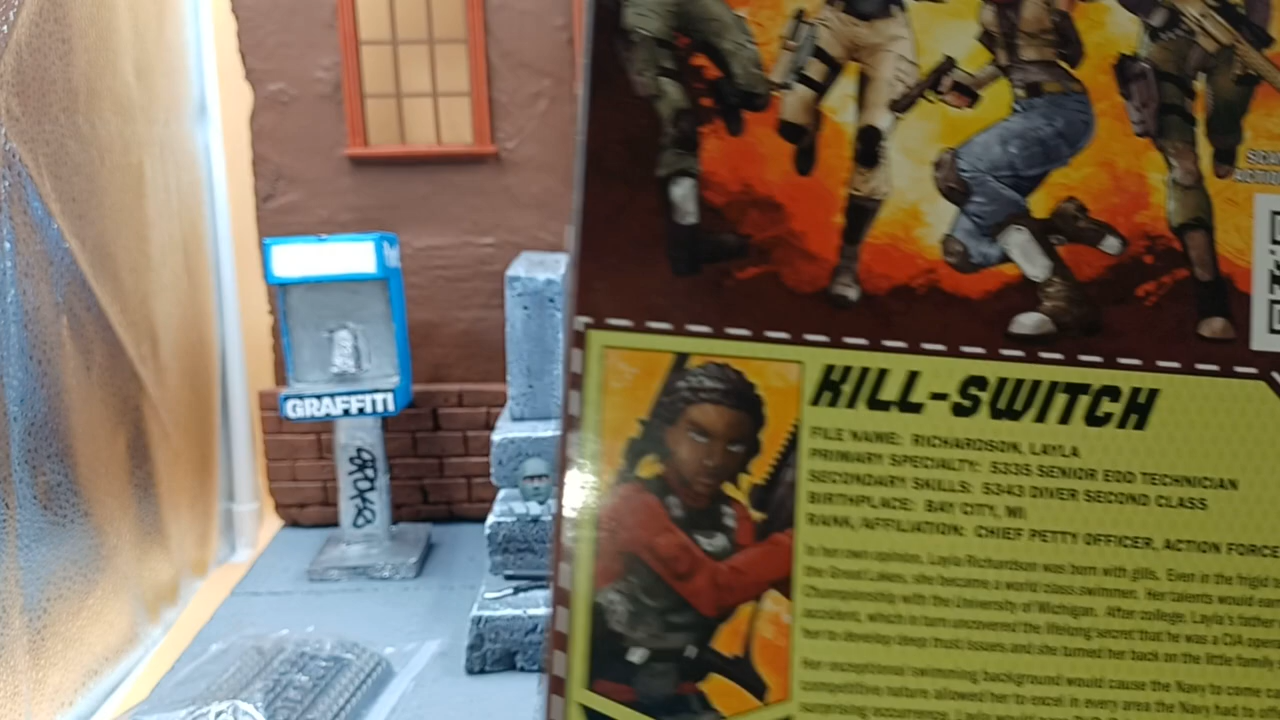 GRAFFITI
KILL-SWITCH
FILE NAME: RICHARDSON, LAYLA
PRIMARY SPECIALTY: 5335 SENIOR EOD TECHNICIAN
SECONDARY SKILLS: 5343 DIVER SECOND CLASS
BIRTHPLACE: BAY CITY, MI
RANK, AFFILIATION: CHIEF PETTY OFFICER, ACTION FORCE
In her own opinion, Layla Richardson was born with gills. Even in the frigid
the Great Lakes, she became a world class swimmer. Her talents would
Championship with the University of Michigan. After college, Layla's father
accident, which in turn uncovered the lifelong secret that he was a CIA
her to develop deep trust issues and she turned her back on the little family
Her exceptional swimming background would cause the Navy to come
competitive nature allowed her to excel in every area the Navy had to
surprising occurrence, Layla